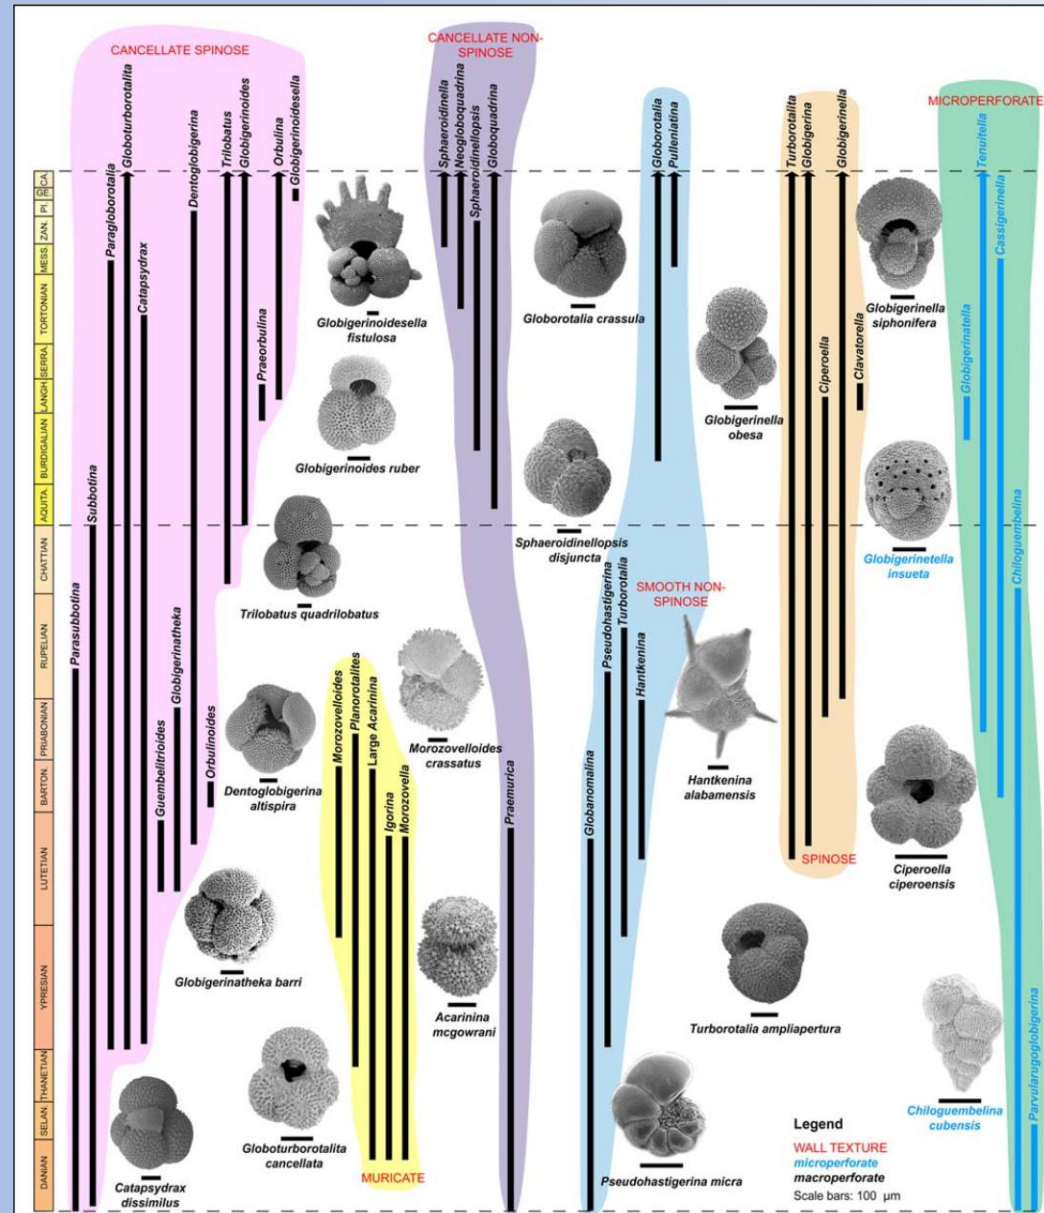 CANCELLATE SPINOSE
Parasubbotina
Subbotina
Paragloborotalia
Globoturborotalita
Catapsydrax
Guembelitrioides
Globigerinatheka
Dentoglobigerina
Orbulinoides
Trilobatus
Globigerinoides
Praeorbulina
Orbulina
Globigerinoidesella
CANCELLATE NON-
SPINOSE
Sphaeroidinella
Neogloboquadrina
Sphaeroidinellopsis
Globoquadrina
Praemurica
Globorotalia
Pulleniatina
SMOOTH NON-
SPINOSE
Globanomalina
Pseudohastigerina
Turborotalia
Hantkenina
Turborotalita
Globigerina
Ciperoella
Globigerinella
Clavatorella
SPINOSE
MICROPERFORATE
Globigerinatella
Tenuitella
Cassigerinella
Chiloguembelina
Parvularugoglobigerina
Morozovelloides
Planorotalites
Large Acarinina
Igorina
Morozovella
MURICATE
CA.
GE.
PI.
ZAN.
MESS.
TORTONIAN
SERRA.
LANGH.
BURDIGALIAN
AQUITA.
CHATTIAN
RUPELIAN
PRIABONIAN
BARTON.
LUTETIAN
YPRESIAN
THANETIAN
SELAN.
DANIAN
Globigerinoidesella
fistulosa
Globigerinoides ruber
Trilobatus quadrilobatus
Dentoglobigerina
altispira
Globigerinatheka barri
Globoturborotalita
cancellata
Catapsydrax
dissimilus
Morozovelloides
crassatus
Acarinina
mcgowrani
Globorotalia crassula
Sphaeroidinellopsis
disjuncta
Hantkenina
alabamensis
Turborotalia ampliapertura
Pseudohastigerina micra
Globigerinella
obesa
Globigerinella
siphonifera
Globigerinetella
insueta
Ciperoella
ciperoensis
Chiloguembelina
cubensis
Legend
WALL TEXTURE
microperforate
macroperforate
Scale bars: 100 µm